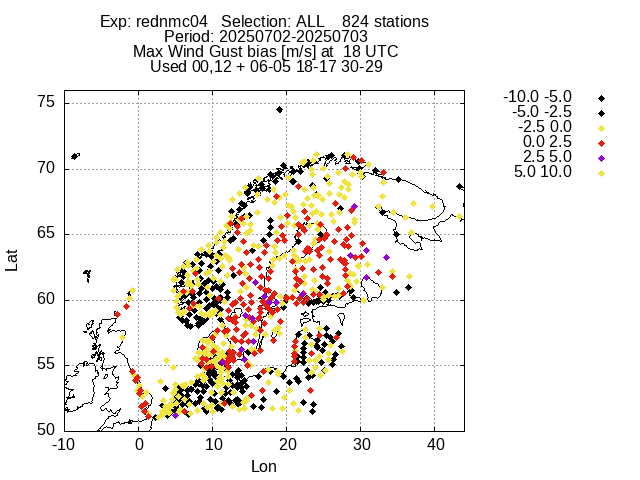 Exp: rednmc04   Selection: ALL    824 stations
Period: 20250702-20250703
Max Wind Gust bias [m/s] at  18 UTC
Used 00,12 + 06-05 18-17 30-29
-10.0 -5.0
-5.0 -2.5
-2.5 0.0
0.0 2.5
2.5 5.0
5.0 10.0
75
70
65
60
55
50
Lat
-10 0 10 20 30 40
Lon